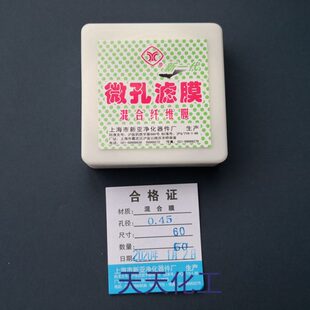 微孔滤膜
混合纤维膜
上海市新亚净化器件厂 生产
合格证
材质: 混合膜
孔径: 0.45
尺寸: 60
数量: 50
日期
上海市新亚净化器件厂
天天化工